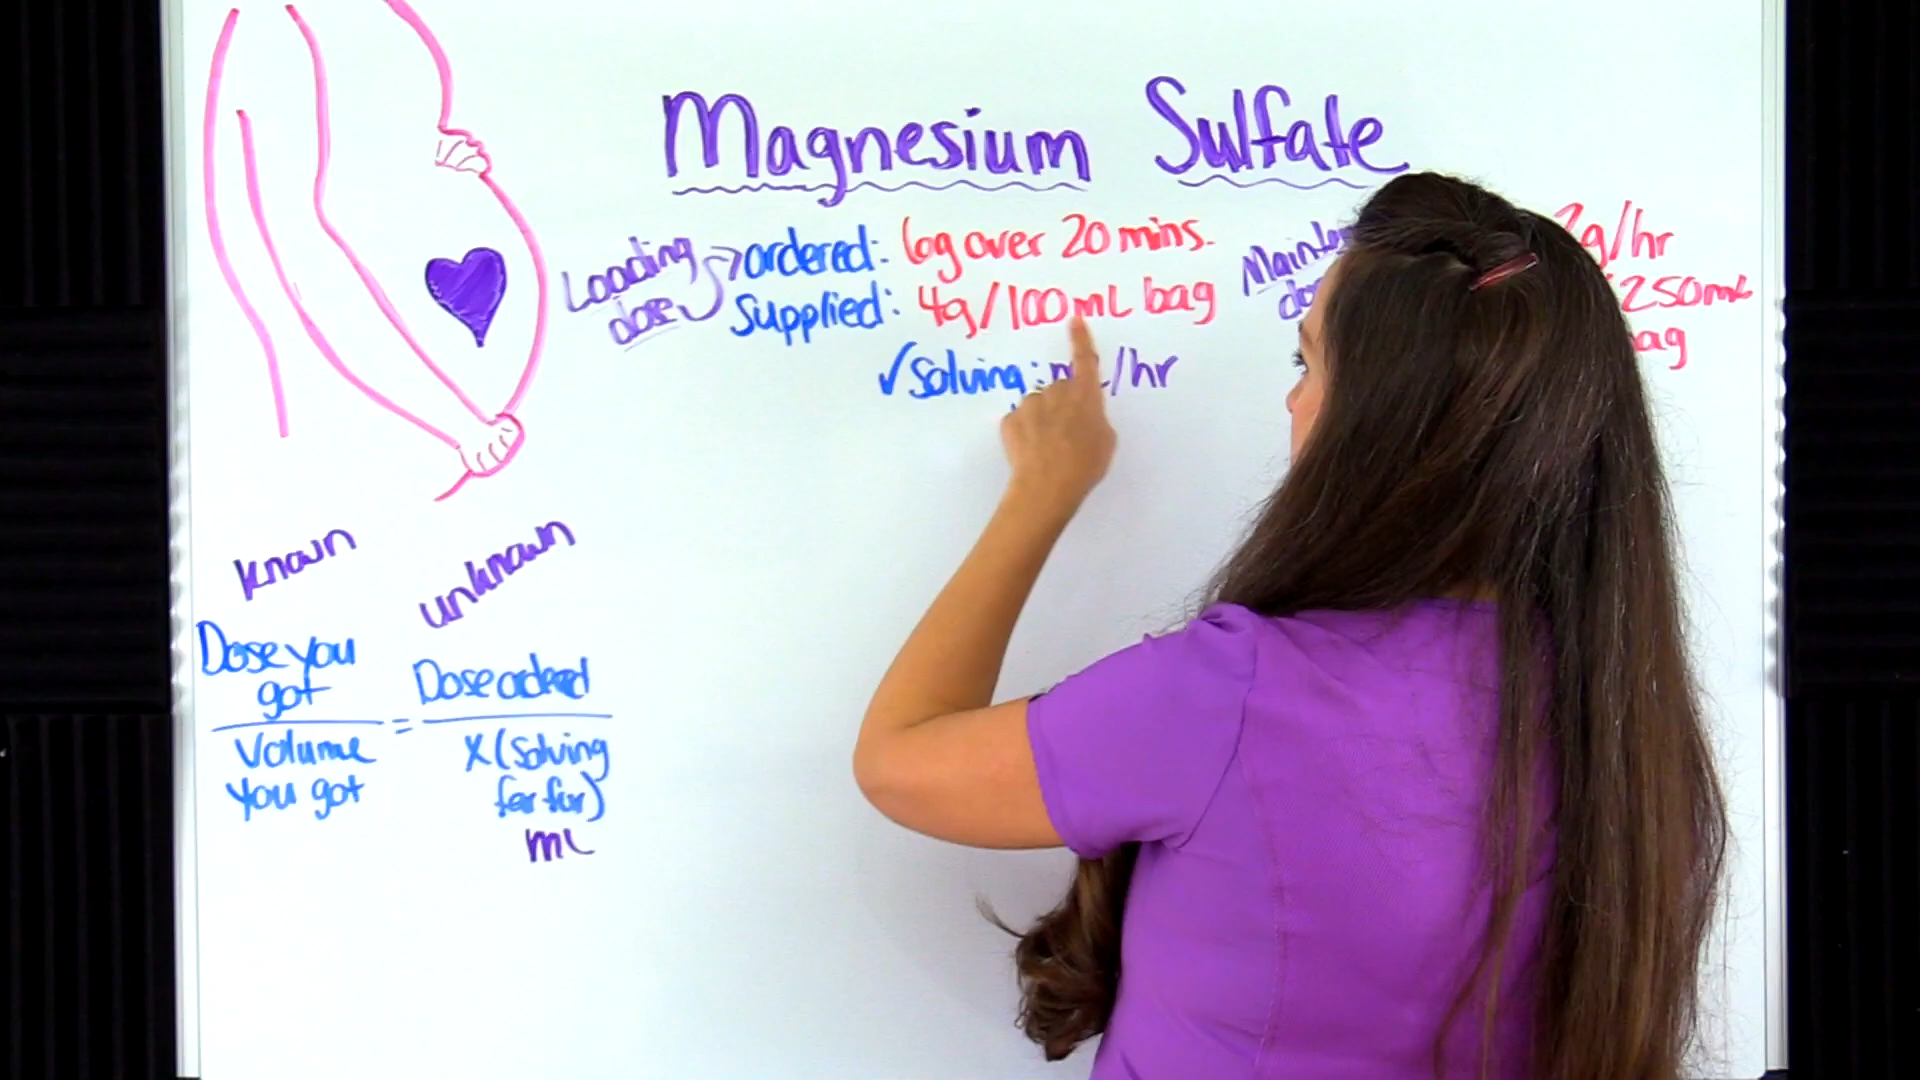 Magnesium Sulfate
Loading dose
ordered: 6g over 20 mins.
Supplied: 4g/100mL bag
✓ Solving: mL/hr
2g/hr
250mL
known
unknown
Dose you
got
=
Volume
you got
Dose ordered
X (Solving
for)
mL